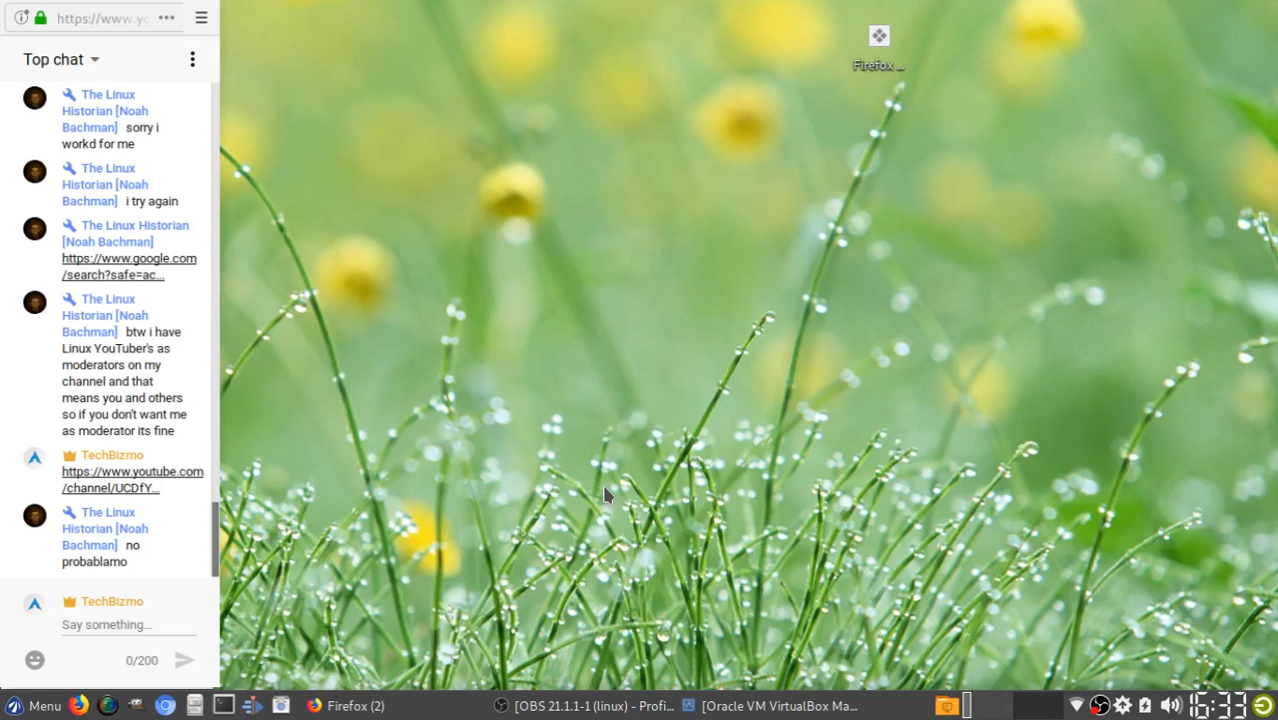 https://www.yo
Top chat
Firefox ...
The Linux
Historian [Noah
Bachman] sorry i
workd for me
The Linux
Historian [Noah
Bachman] i try again
The Linux Historian
[Noah Bachman]
https://www.google.com
/search?safe=ac...
The Linux
Historian [Noah
Bachman] btw i have
Linux YouTuber's as
moderators on my
channel and that
means you and others
so if you don't want me
as moderator its fine
TechBizmo
https://www.youtube.com
/channel/UCDfY...
The Linux
Historian [Noah
Bachman] no
probablamo
TechBizmo
Say something...
0/200
Menu
Firefox (2)
[OBS 21.1.1-1 (linux) - Profi...
[Oracle VM VirtualBox Ma...
16:33